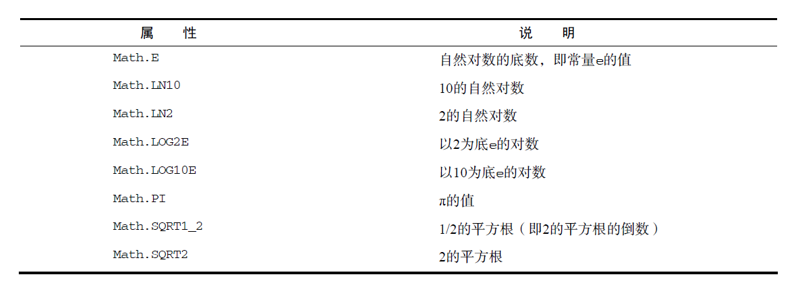 属 性 说 明
Math.E 自然对数的底数，即常量e的值
Math.LN10 10的自然对数
Math.LN2 2的自然对数
Math.LOG2E 以2为底e的对数
Math.LOG10E 以10为底e的对数
Math.PI π的值
Math.SQRT1_2 1/2的平方根（即2的平方根的倒数）
Math.SQRT2 2的平方根